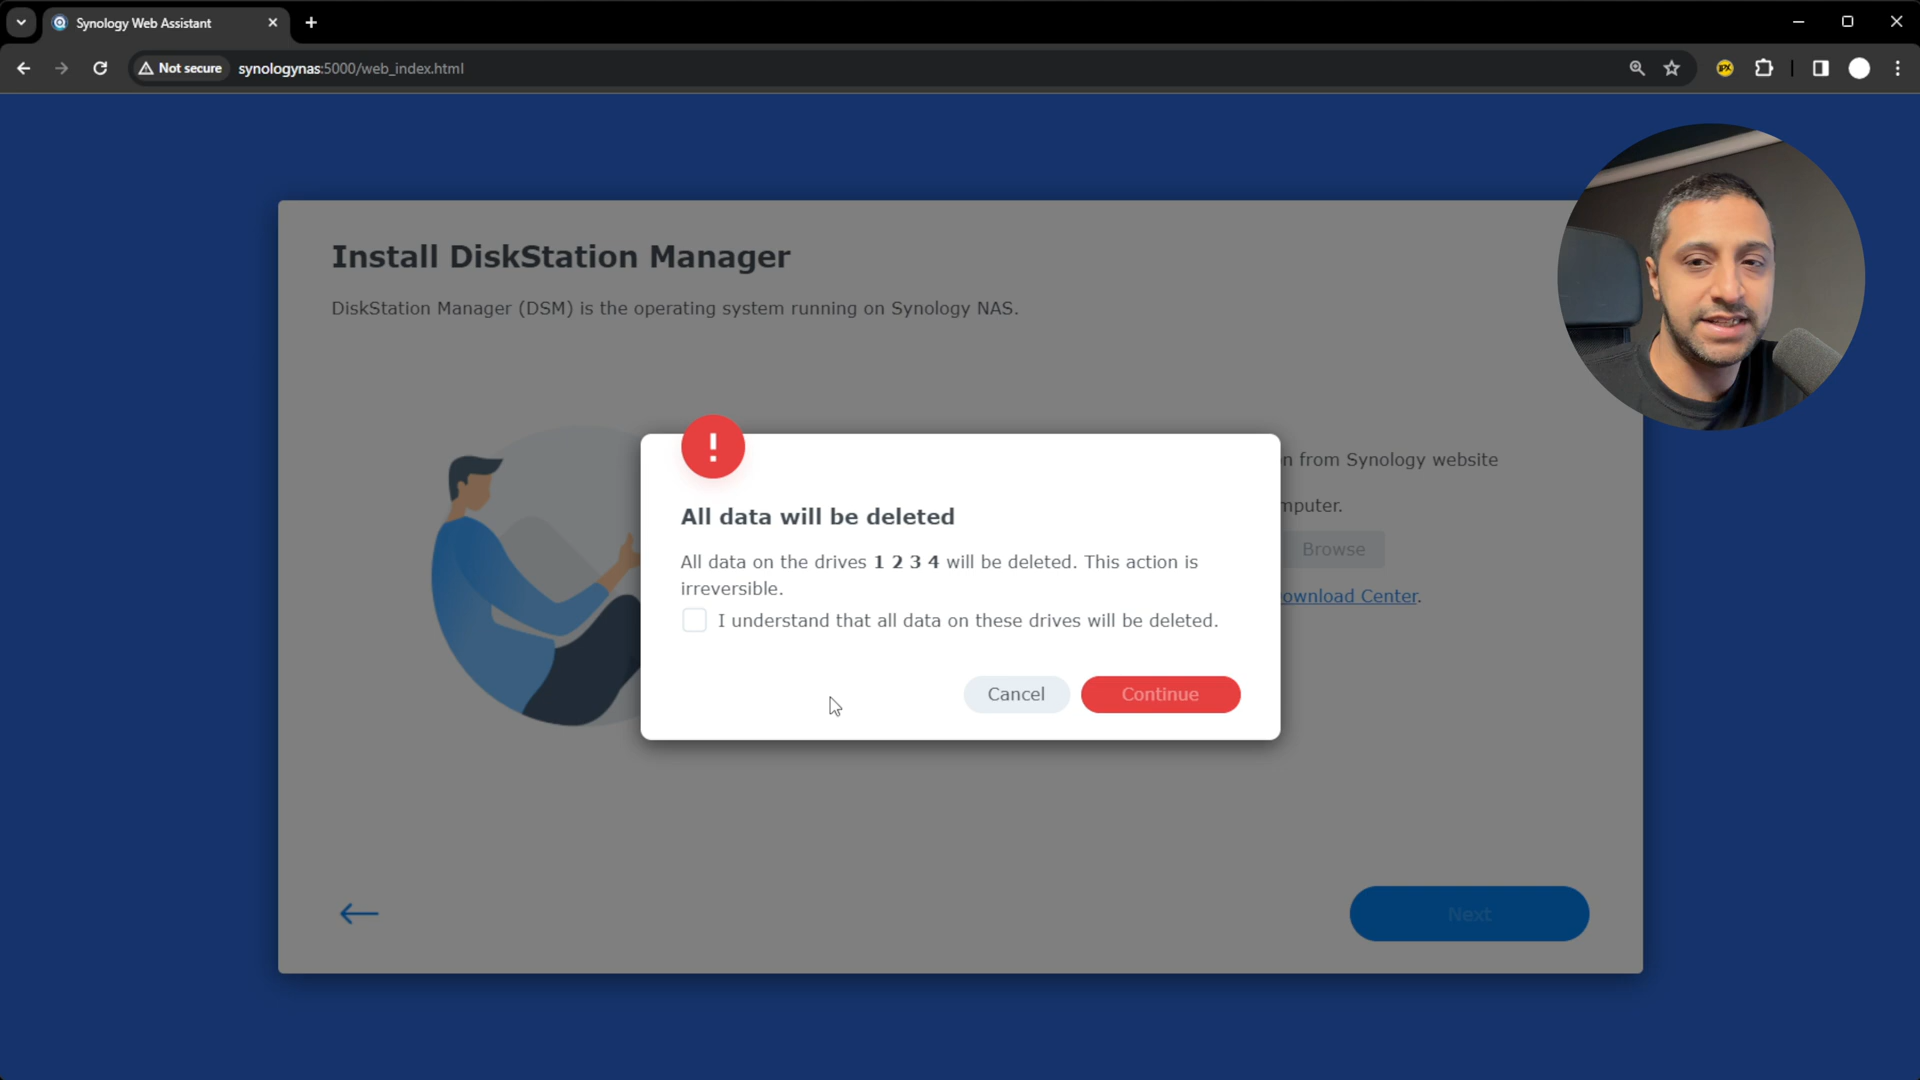 Synology Web Assistant
Not secure
synologynas:5000/web_index.html
Install DiskStation Manager
DiskStation Manager (DSM) is the operating system running on Synology NAS.
from Synology website
Browse
Center.
!
All data will be deleted
All data on the drives 1 2 3 4 will be deleted. This action is
irreversible.
I understand that all data on these drives will be deleted.
Cancel
Continue
Next